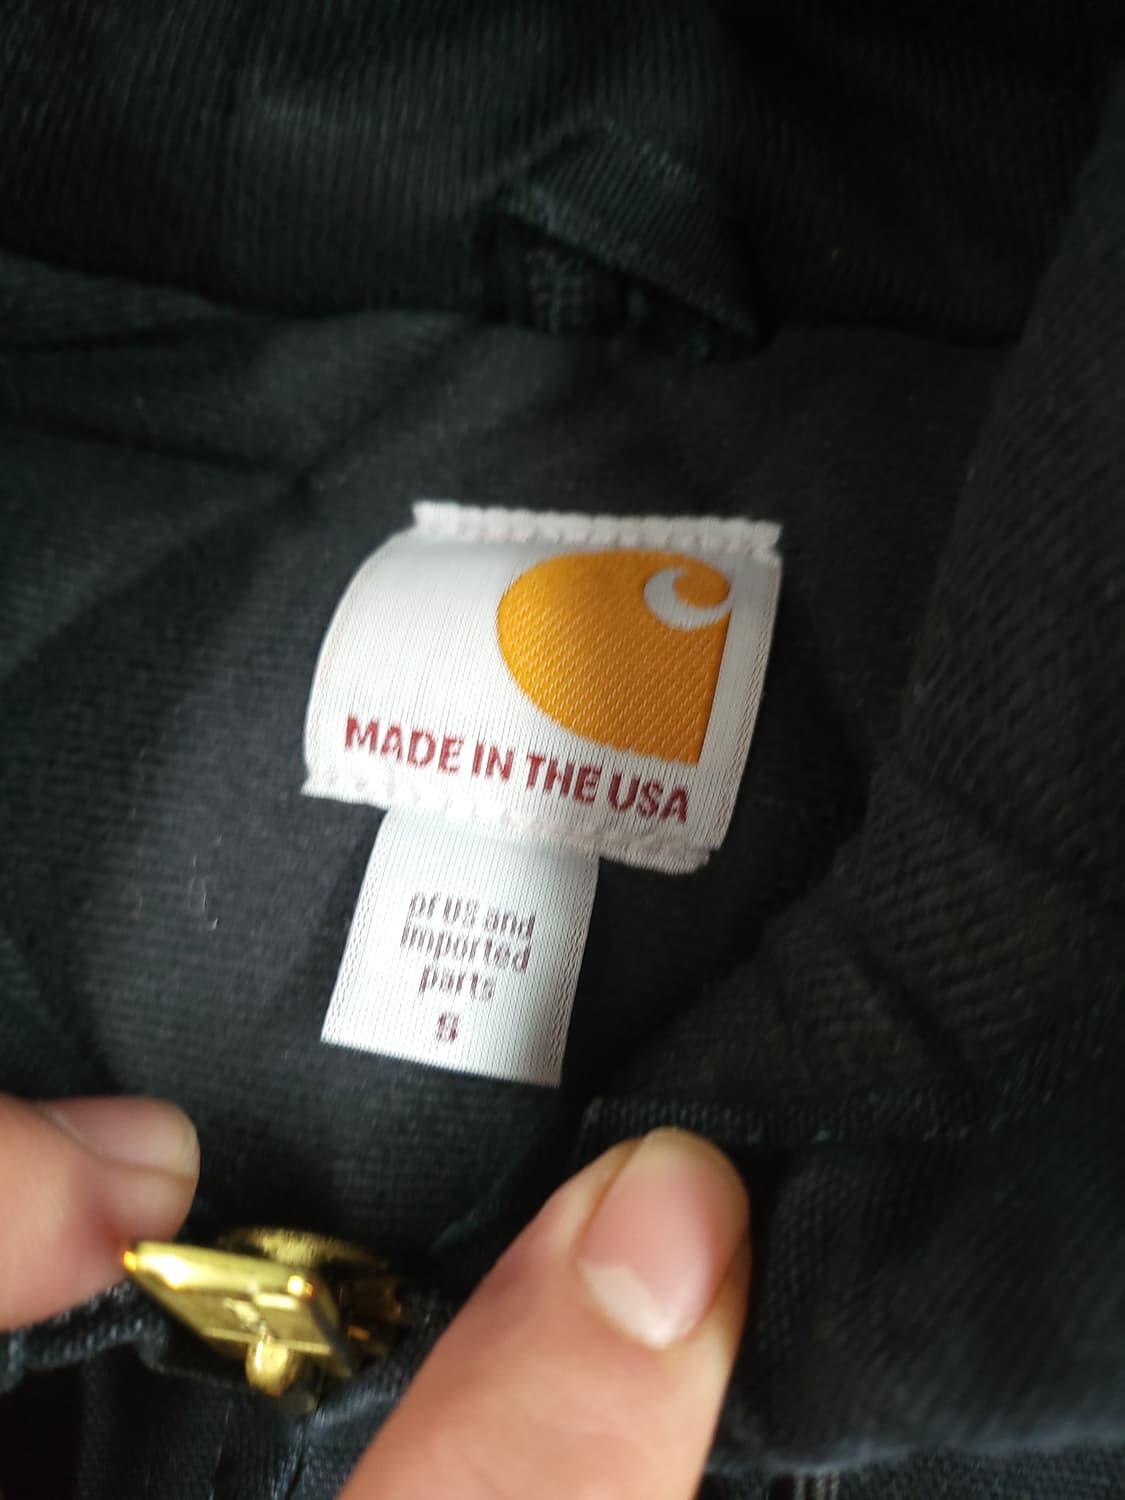 MADE IN THE USA
of US and
imported
parts
S